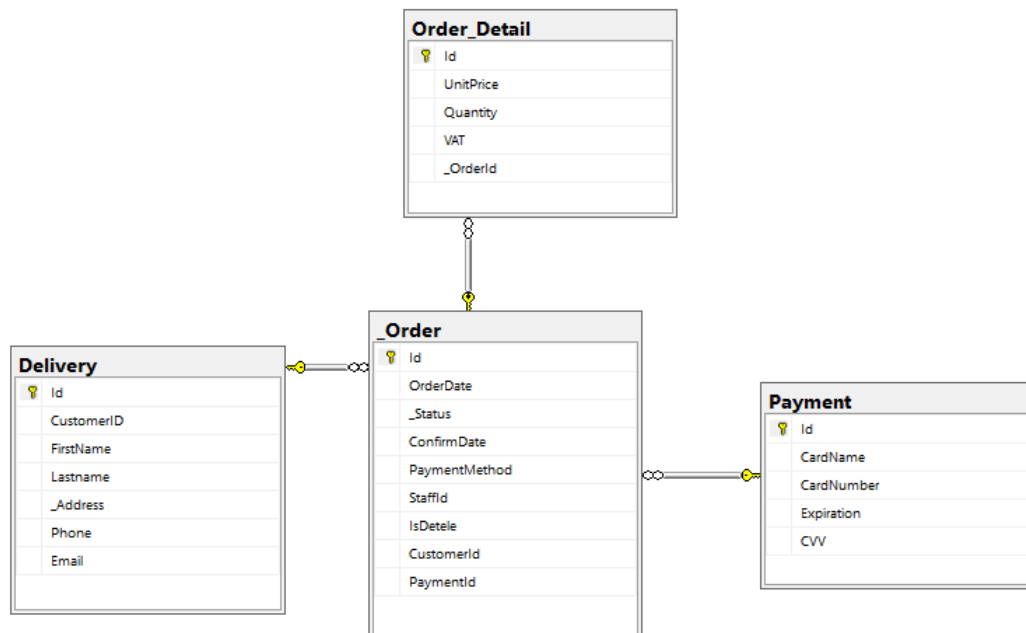 Order_Detail
Id
UnitPrice
Quantity
VAT
_OrderId
_Order
Id
OrderDate
_Status
ConfirmDate
PaymentMethod
StaffId
IsDetele
CustomerId
PaymentId
Delivery
Id
CustomerID
FirstName
Lastname
_Address
Phone
Email
Payment
Id
CardName
CardNumber
Expiration
CVV